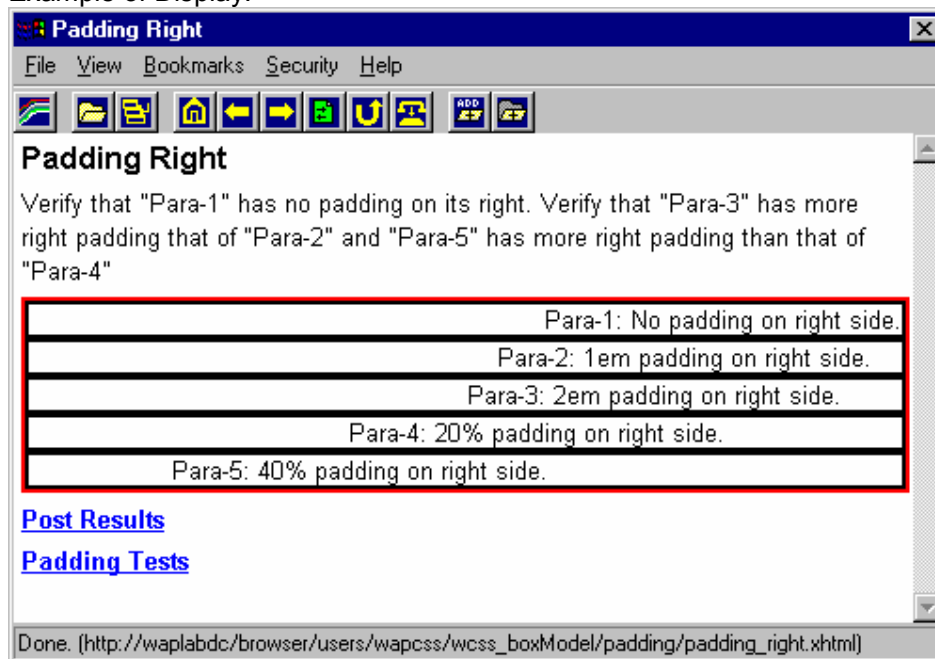 Example of Display:
Padding Right
File View Bookmarks Security Help
ADD
Padding Right
Verify that "Para-1" has no padding on its right. Verify that "Para-3" has more
right padding that of "Para-2" and "Para-5" has more right padding than that of
"Para-4"
Para-1: No padding on right side.
Para-2: 1em padding on right side.
Para-3: 2em padding on right side.
Para-4: 20% padding on right side.
Para-5: 40% padding on right side.
Post Results
Padding Tests
Done. (http://waplabdc/browser/users/wapcss/wcss_boxModel/padding/padding_right.xhtml)